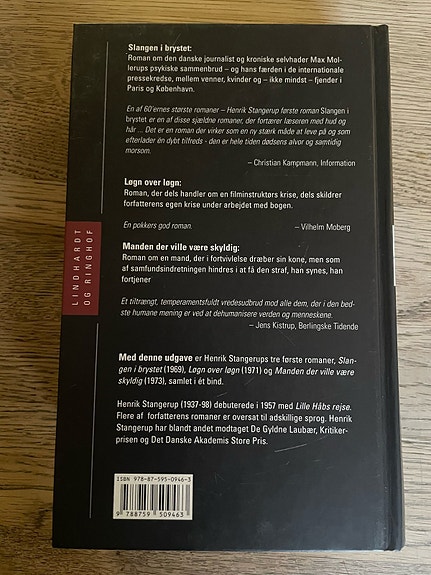 Slangen i brystet:
Roman om den danske journalist og kroniske selvhader Max Mol-
lerups psykiske sammenbrud – og hans færden i de internationale
pressekredse, mellem venner, kvinder og – ikke mindst – fjender i
Paris og København.
En af 60'ernes største romaner – Henrik Stangerup første roman Slangen i
brystet er en af disse sjældne romaner, der fortærer læseren med hud og
hår ... Det er en roman der virker som en ny stærk måde at leve på og som
efterlader én dybt tilfreds - den er hele tiden dødsens alvor og samtidig
morsom.
– Christian Kampmann, Information
Løgn over løgn:
Roman, der dels handler om en filminstruktørs krise, dels skildrer
forfatterens egen krise under arbejdet med bogen.
En pokkers god roman.
– Vilhelm Moberg
Manden der ville være skyldig:
Roman om en mand, der i fortvivlelse dræber sin kone, men som
af samfundsindretningen hindres i at få den straf, han synes, han
fortjener
Et tiltrængt, temperamentsfuldt vredesudbrud mod alle dem, der i den bed-
ste humane mening er ved at dehumanisere verden og menneskene.
– Jens Kistrup, Berlingske Tidende
Med denne udgave er Henrik Stangerups tre første romaner, Slan-
gen i brystet (1969), Løgn over løgn (1971) og Manden der ville være
skyldig (1973), samlet i ét bind.
Henrik Stangerup (1937-98) debuterede i 1957 med Lille Håbs rejse.
Flere af forfatterens romaner er oversat til adskillige sprog. Henrik
Stangerup har blandt andet modtaget De Gyldne Laubær, Kritiker-
prisen og Det Danske Akademis Store Pris.
LINDHARDT
OG RINGHOF
ISBN 978-87-595-0946-3
9 788759 509463